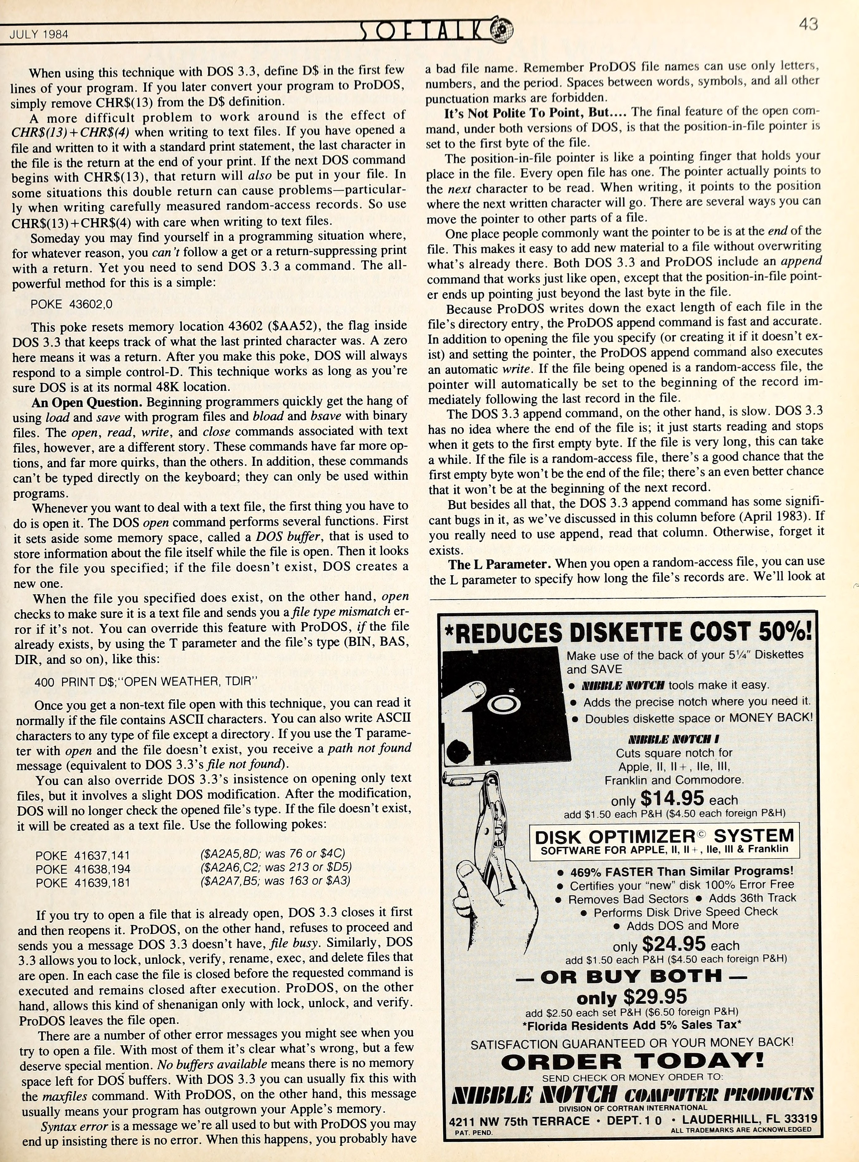 JULY 1984
SOFTALK
43
When using this technique with DOS 3.3, define D$ in the first few
lines of your program. If you later convert your program to ProDOS,
simply remove CHR$(13) from the D$ definition.
A more difficult problem to work around is the effect of
CHR$(13)+CHR$(4) when writing to text files. If you have opened a
file and written to it with a standard print statement, the last character in
the file is the return at the end of your print. If the next DOS command
begins with CHR$(13), that return will also be put in your file. In
some situations this double return can cause problems—particular-
ly when writing carefully measured random-access records. So use
CHR$(13)+CHR$(4) with care when writing to text files.
Someday you may find yourself in a programming situation where,
for whatever reason, you can't follow a get or a return-suppressing print
with a return. Yet you need to send DOS 3.3 a command. The all-
powerful method for this is a simple:
POKE 43602,0
This poke resets memory location 43602 ($AA52), the flag inside
DOS 3.3 that keeps track of what the last printed character was. A zero
here means it was a return. After you make this poke, DOS will always
respond to a simple control-D. This technique works as long as you're
sure DOS is at its normal 48K location.
An Open Question. Beginning programmers quickly get the hang of
using load and save with program files and bload and bsave with binary
files. The open, read, write, and close commands associated with text
files, however, are a different story. These commands have far more op-
tions, and far more quirks, than the others. In addition, these commands
can't be typed directly on the keyboard; they can only be used within
programs.
Whenever you want to deal with a text file, the first thing you have to
do is open it. The DOS open command performs several functions. First
it sets aside some memory space, called a DOS buffer, that is used to
store information about the file itself while the file is open. Then it looks
for the file you specified; if the file doesn't exist, DOS creates a
new one.
When the file you specified does exist, on the other hand, open
checks to make sure it is a text file and sends you a file type mismatch er-
ror if it's not. You can override this feature with ProDOS, if the file
already exists, by using the T parameter and the file's type (BIN, BAS,
DIR, and so on), like this:
400 PRINT D$;"OPEN WEATHER, TDIR"
Once you get a non-text file open with this technique, you can read it
normally if the file contains ASCII characters. You can also write ASCII
characters to any type of file except a directory. If you use the T parame-
ter with open and the file doesn't exist, you receive a path not found
message (equivalent to DOS 3.3's file not found).
You can also override DOS 3.3's insistence on opening only text
files, but it involves a slight DOS modification. After the modification,
DOS will no longer check the opened file's type. If the file doesn't exist,
it will be created as a text file. Use the following pokes:
POKE 41637,141 ($A2A5,8D; was 76 or $4C)
POKE 41638,194 ($A2A6,C2; was 213 or $D5)
POKE 41639,181 ($A2A7,B5; was 163 or $A3)
If you try to open a file that is already open, DOS 3.3 closes it first
and then reopens it. ProDOS, on the other hand, refuses to proceed and
sends you a message DOS 3.3 doesn't have, file busy. Similarly, DOS
3.3 allows you to lock, unlock, verify, rename, exec, and delete files that
are open. In each case the file is closed before the requested command is
executed and remains closed after execution. ProDOS, on the other
hand, allows this kind of shenanigan only with lock, unlock, and verify.
ProDOS leaves the file open.
There are a number of other error messages you might see when you
try to open a file. With most of them it's clear what's wrong, but a few
deserve special mention. No buffers available means there is no memory
space left for DOS buffers. With DOS 3.3 you can usually fix this with
the maxfiles command. With ProDOS, on the other hand, this message
usually means your program has outgrown your Apple's memory.
Syntax error is a message we're all used to but with ProDOS you may
end up insisting there is no error. When this happens, you probably have
a bad file name. Remember ProDOS file names can use only letters,
numbers, and the period. Spaces between words, symbols, and all other
punctuation marks are forbidden.
It's Not Polite To Point, But.... The final feature of the open com-
mand, under both versions of DOS, is that the position-in-file pointer is
set to the first byte of the file.
The position-in-file pointer is like a pointing finger that holds your
place in the file. Every open file has one. The pointer actually points to
the next character to be read. When writing, it points to the position
where the next written character will go. There are several ways you can
move the pointer to other parts of a file.
One place people commonly want the pointer to be is at the end of the
file. This makes it easy to add new material to a file without overwriting
what's already there. Both DOS 3.3 and ProDOS include an append
command that works just like open, except that the position-in-file point-
er ends up pointing just beyond the last byte in the file.
Because ProDOS writes down the exact length of each file in the
file's directory entry, the ProDOS append command is fast and accurate.
In addition to opening the file you specify (or creating it if it doesn't ex-
ist) and setting the pointer, the ProDOS append command also executes
an automatic write. If the file being opened is a random-access file, the
pointer will automatically be set to the beginning of the record im-
mediately following the last record in the file.
The DOS 3.3 append command, on the other hand, is slow. DOS 3.3
has no idea where the end of the file is; it just starts reading and stops
when it gets to the first empty byte. If the file is very long, this can take
a while. If the file is a random-access file, there's a good chance that the
first empty byte won't be the end of the file; there's an even better chance
that it won't be at the beginning of the next record.
But besides all that, the DOS 3.3 append command has some signifi-
cant bugs in it, as we've discussed in this column before (April 1983). If
you really need to use append, read that column. Otherwise, forget it
exists.
The L Parameter. When you open a random-access file, you can use
the L parameter to specify how long the file's records are. We'll look at
*REDUCES DISKETTE COST 50%!
Make use of the back of your 5¼" Diskettes
and SAVE
● NIBBLE NOTCH tools make it easy.
● Adds the precise notch where you need it.
● Doubles diskette space or MONEY BACK!
NIBBLE NOTCH I
Cuts square notch for
Apple, II, II+, IIe, III,
Franklin and Commodore.
only $14.95 each
add $1.50 each P&H ($4.50 each foreign P&H)
DISK OPTIMIZER© SYSTEM
SOFTWARE FOR APPLE, II, II+, IIe, III & Franklin
● 469% FASTER Than Similar Programs!
● Certifies your "new" disk 100% Error Free
● Removes Bad Sectors ● Adds 36th Track
● Performs Disk Drive Speed Check
● Adds DOS and More
only $24.95 each
add $1.50 each P&H ($4.50 each foreign P&H)
— OR BUY BOTH —
only $29.95
add $2.50 each set P&H ($6.50 foreign P&H)
*Florida Residents Add 5% Sales Tax*
SATISFACTION GUARANTEED OR YOUR MONEY BACK!
ORDER TODAY!
SEND CHECK OR MONEY ORDER TO:
NIBBLE NOTCH COMPUTER PRODUCTS
DIVISION OF CORTRAN INTERNATIONAL
4211 NW 75th TERRACE • DEPT. 1 0 • LAUDERHILL, FL 33319
PAT. PEND. ALL TRADEMARKS ARE ACKNOWLEDGED